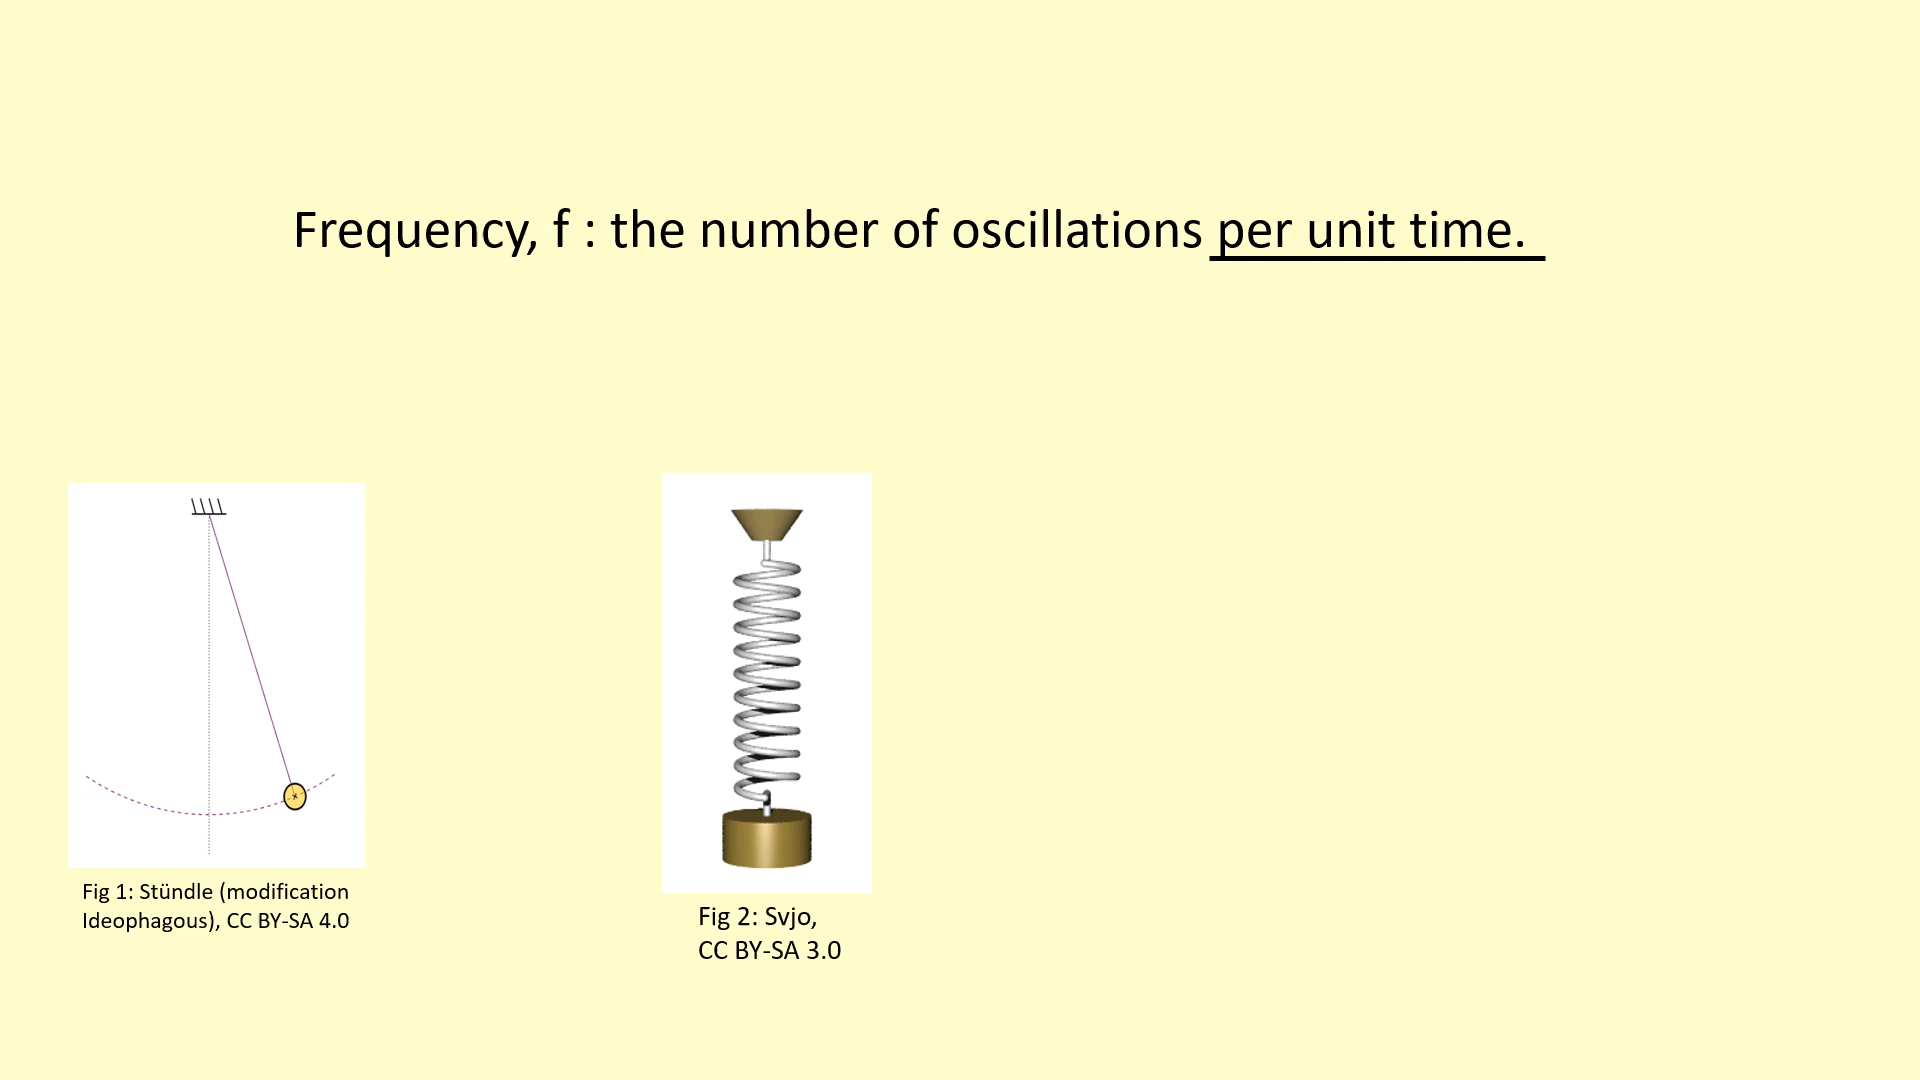 Frequency, f : the number of oscillations per unit time.
Fig 1: Stündle (modification
Ideophagous), CC BY-SA 4.0
Fig 2: Svjo,
CC BY-SA 3.0